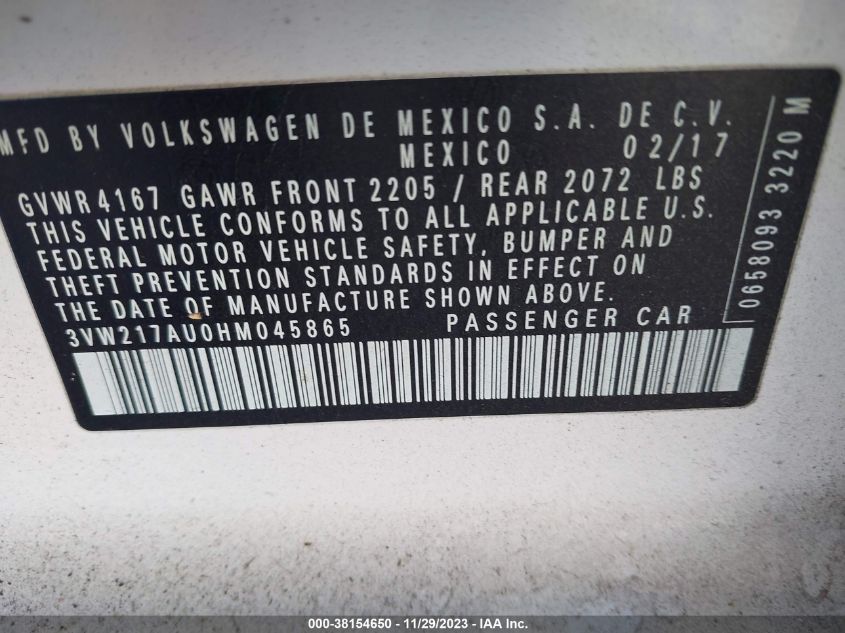 MFD BY VOLKSWAGEN DE MEXICO S.A. DE C.V.
MEXICO 02/17
GVWR 4167 GAWR FRONT 2205 / REAR 2072 LBS
THIS VEHICLE CONFORMS TO ALL APPLICABLE U.S.
FEDERAL MOTOR VEHICLE SAFETY, BUMPER AND
THEFT PREVENTION STANDARDS IN EFFECT ON
THE DATE OF MANUFACTURE SHOWN ABOVE.
3VW217AU0HM045865 PASSENGER CAR
0658093 3220 M
000-38154650 - 11/29/2023 - IAA Inc.